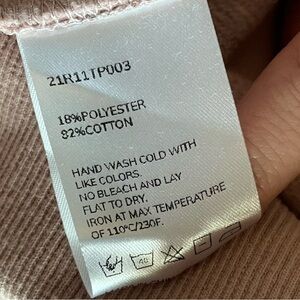 21R11TP003
18%POLYESTER
82%COTTON
HAND WASH COLD WITH
LIKE COLORS.
NO BLEACH AND LAY
FLAT TO DRY.
IRON AT MAX TEMPERATURE
OF 110°C/230F.
40